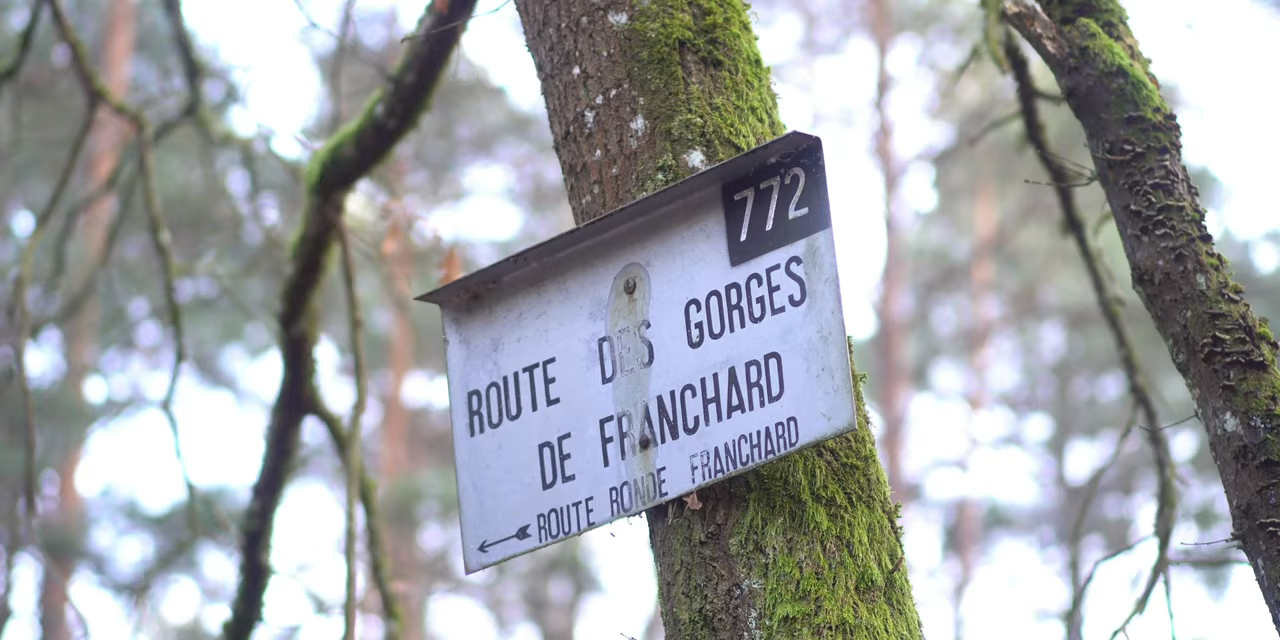 772
ROUTE DES GORGES
DE FRANCHARD
ROUTE RONDE FRANCHARD